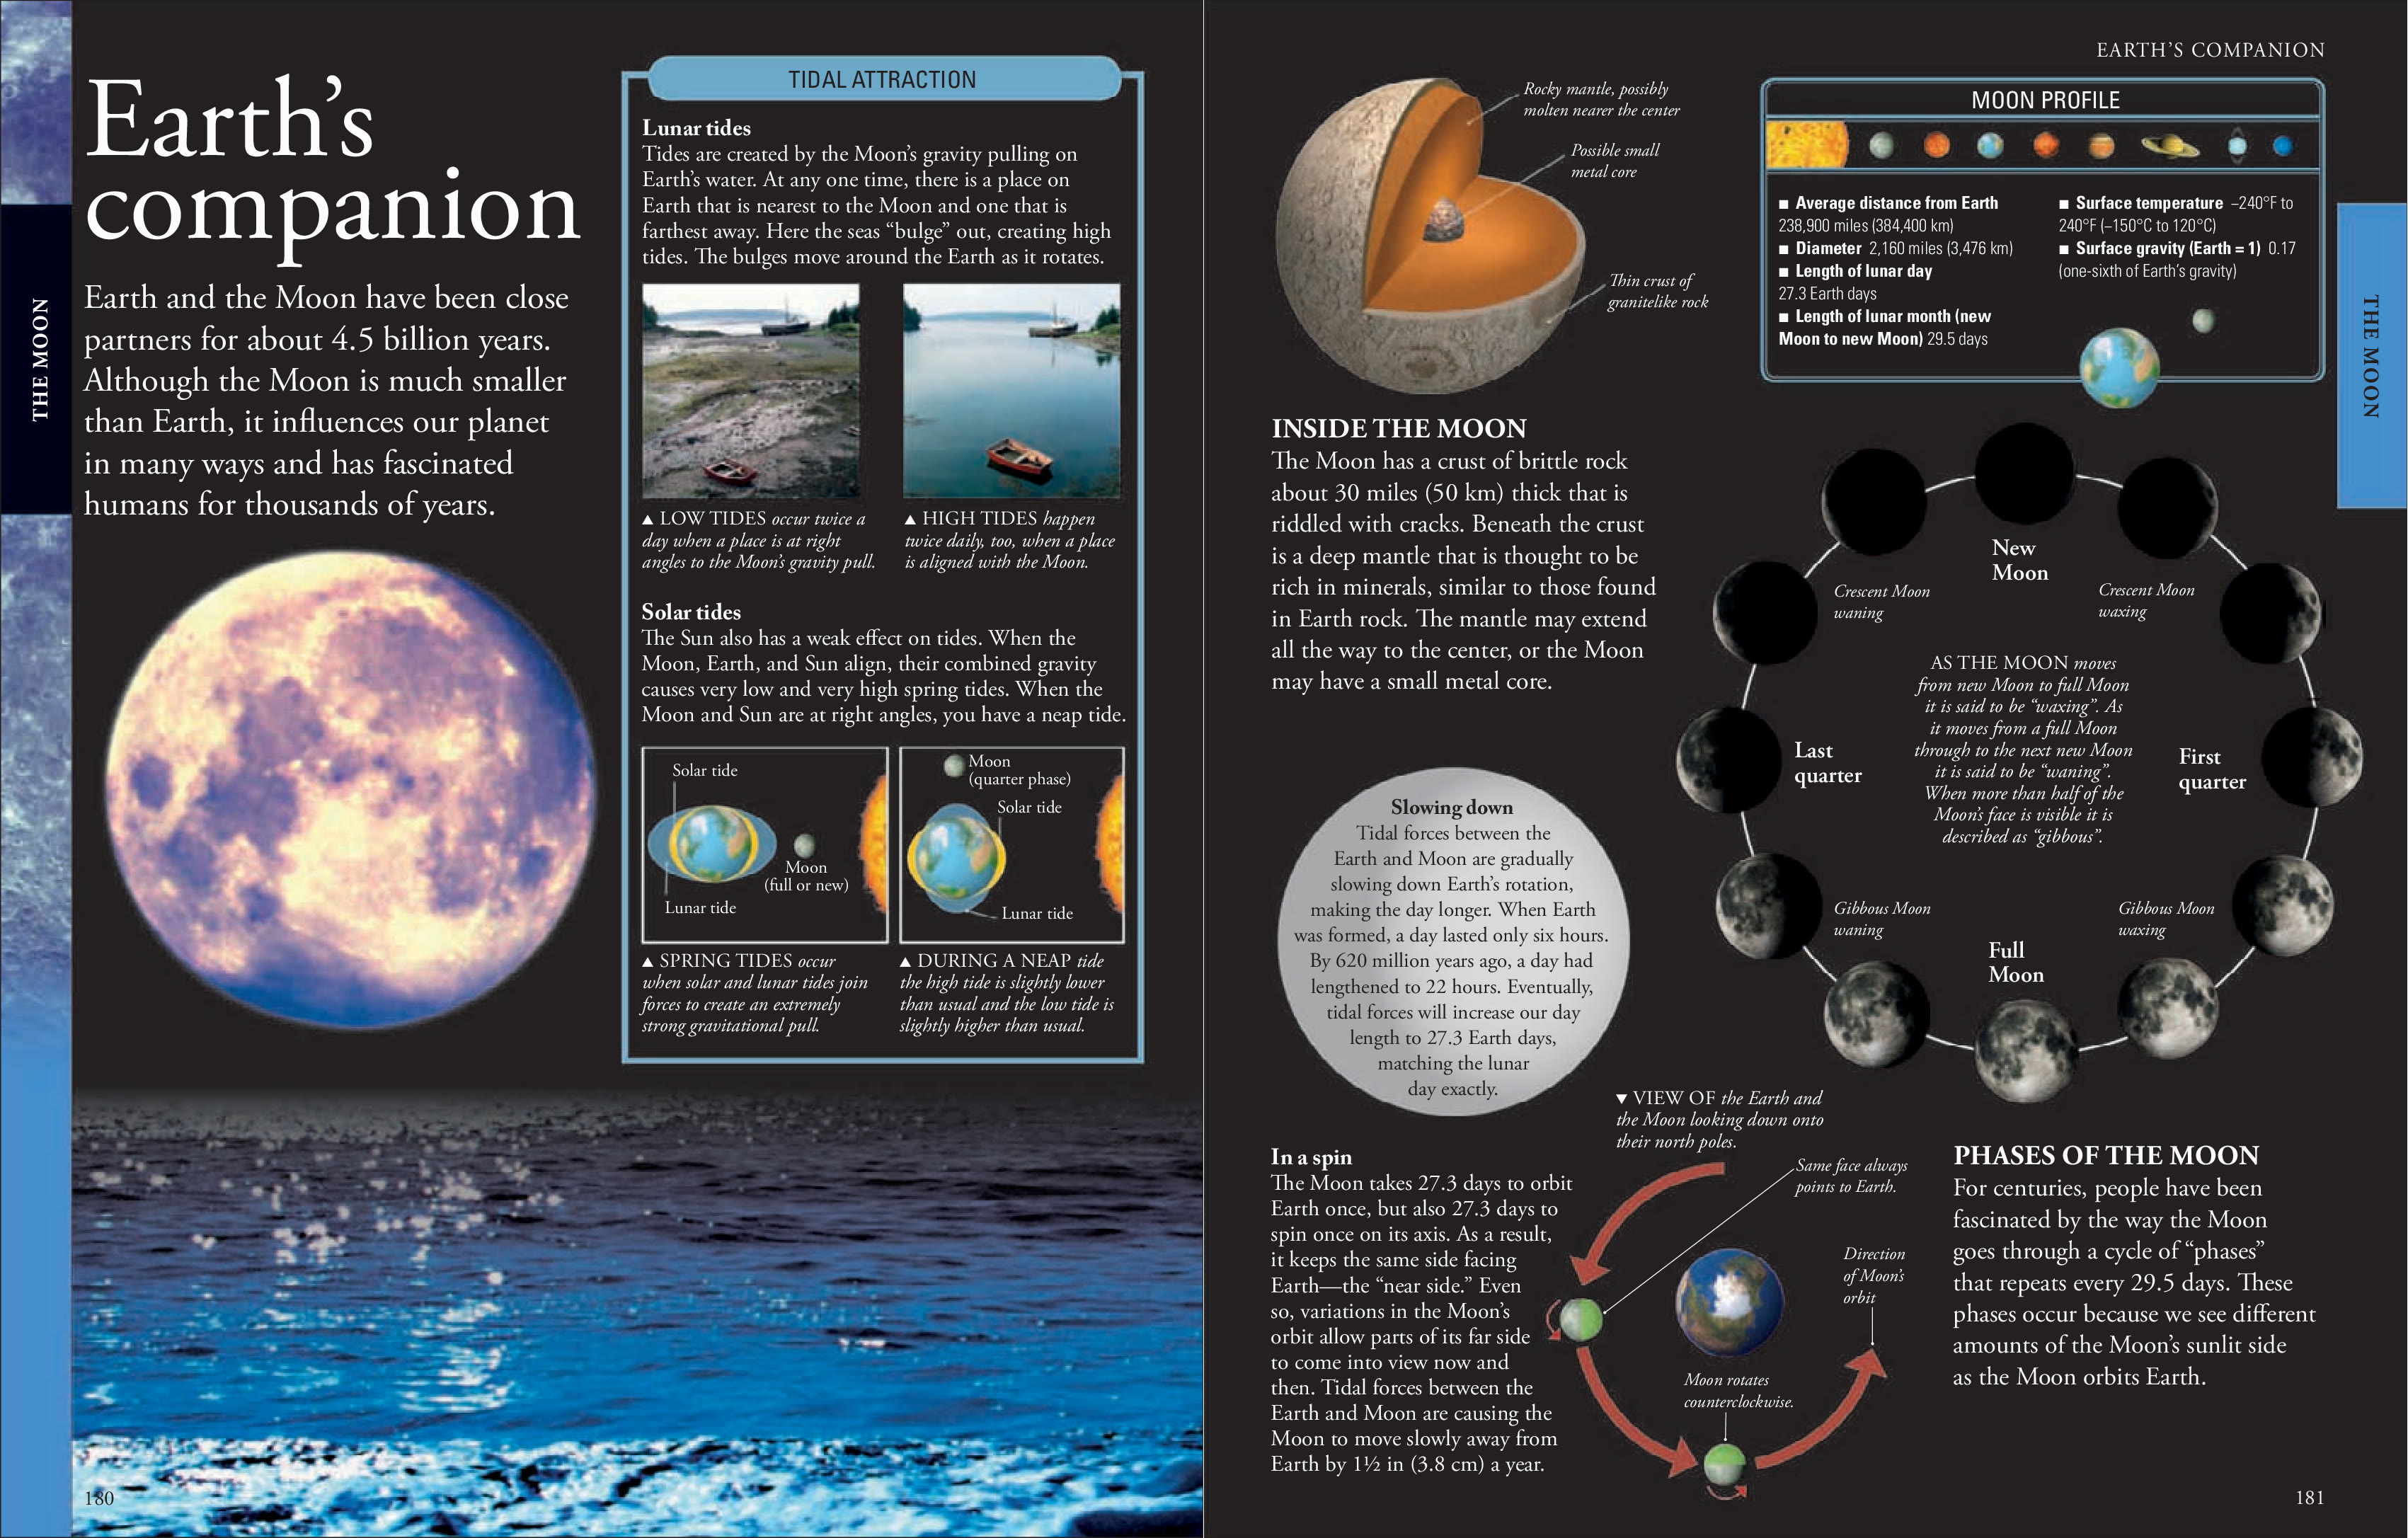 Earth’s
companion
Earth and the Moon have been close
partners for about 4.5 billion years.
Although the Moon is much smaller
than Earth, it influences our planet
in many ways and has fascinated
humans for thousands of years.
THE MOON
TIDAL ATTRACTION
Lunar tides
Tides are created by the Moon’s gravity pulling on
Earth’s water. At any one time, there is a place on
Earth that is nearest to the Moon and one that is
farthest away. Here the seas “bulge” out, creating high
tides. The bulges move around the Earth as it rotates.
▲ LOW TIDES occur twice a
day when a place is at right
angles to the Moon’s gravity pull.
▲ HIGH TIDES happen
twice daily, too, when a place
is aligned with the Moon.
Solar tides
The Sun also has a weak effect on tides. When the
Moon, Earth, and Sun align, their combined gravity
causes very low and very high spring tides. When the
Moon and Sun are at right angles, you have a neap tide.
Solar tide
Moon
(full or new)
Lunar tide
Moon
(quarter phase)
Solar tide
Lunar tide
▲ SPRING TIDES occur
when solar and lunar tides join
forces to create an extremely
strong gravitational pull.
▲ DURING A NEAP tide
the high tide is slightly lower
than usual and the low tide is
slightly higher than usual.
180
EARTH’S COMPANION
Rocky mantle, possibly
molten nearer the center
Possible small
metal core
Thin crust of
granitelike rock
MOON PROFILE
■ Average distance from Earth
238,900 miles (384,400 km)
■ Diameter 2,160 miles (3,476 km)
■ Length of lunar day
27.3 Earth days
■ Length of lunar month (new
Moon to new Moon) 29.5 days
■ Surface temperature –240°F to
240°F (–150°C to 120°C)
■ Surface gravity (Earth = 1) 0.17
(one-sixth of Earth’s gravity)
THE MOON
INSIDE THE MOON
The Moon has a crust of brittle rock
about 30 miles (50 km) thick that is
riddled with cracks. Beneath the crust
is a deep mantle that is thought to be
rich in minerals, similar to those found
in Earth rock. The mantle may extend
all the way to the center, or the Moon
may have a small metal core.
New
Moon
Crescent Moon
waning
Crescent Moon
waxing
Last
quarter
First
quarter
AS THE MOON moves
from new Moon to full Moon
it is said to be “waxing”. As
it moves from a full Moon
through to the next new Moon
it is said to be “waning”.
When more than half of the
Moon’s face is visible it is
described as “gibbous”.
Gibbous Moon
waning
Gibbous Moon
waxing
Full
Moon
Slowing down
Tidal forces between the
Earth and Moon are gradually
slowing down Earth’s rotation,
making the day longer. When Earth
was formed, a day lasted only six hours.
By 620 million years ago, a day had
lengthened to 22 hours. Eventually,
tidal forces will increase our day
length to 27.3 Earth days,
matching the lunar
day exactly.
▼ VIEW OF the Earth and
the Moon looking down onto
their north poles.
In a spin
The Moon takes 27.3 days to orbit
Earth once, but also 27.3 days to
spin once on its axis. As a result,
it keeps the same side facing
Earth—the “near side.” Even
so, variations in the Moon’s
orbit allow parts of its far side
to come into view now and
then. Tidal forces between the
Earth and Moon are causing the
Moon to move slowly away from
Earth by 1½ in (3.8 cm) a year.
Same face always
points to Earth.
Direction
of Moon’s
orbit
Moon rotates
counterclockwise.
PHASES OF THE MOON
For centuries, people have been
fascinated by the way the Moon
goes through a cycle of “phases”
that repeats every 29.5 days. These
phases occur because we see different
amounts of the Moon’s sunlit side
as the Moon orbits Earth.
181